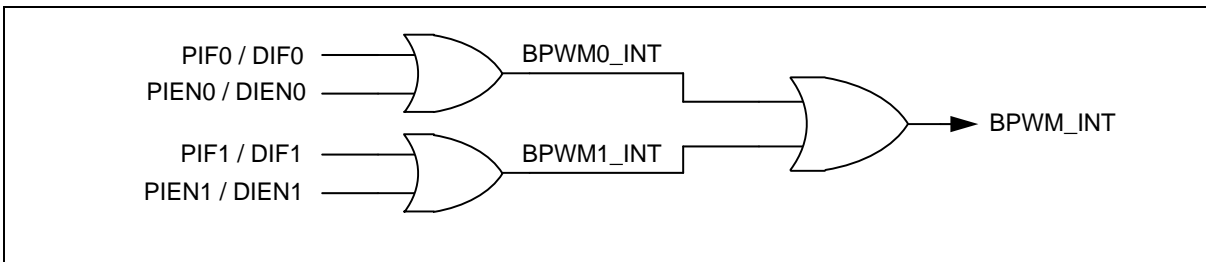 PIF0 / DIF0
BPWM0_INT
PIEN0 / DIEN0
BPWM_INT
PIF1 / DIF1
BPWM1_INT
PIEN1 / DIEN1